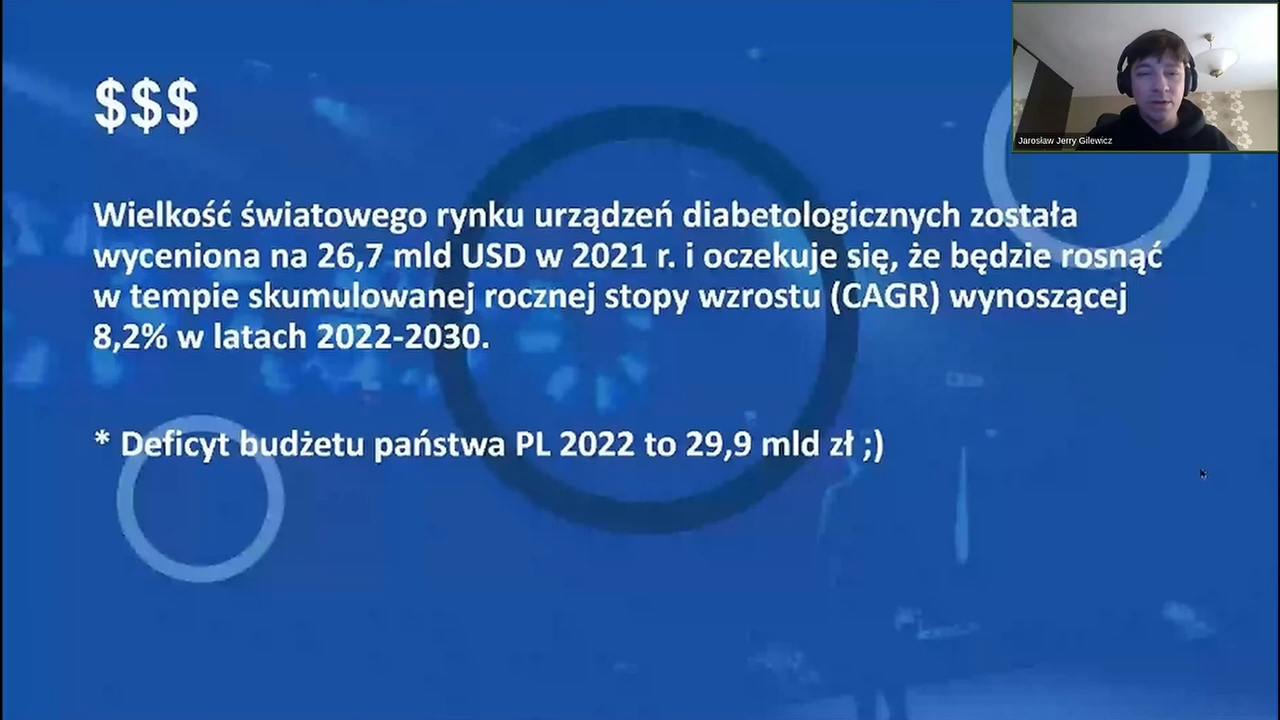 $$$
Wielkość światowego rynku urządzeń diabetologicznych została
wyceniona na 26,7 mld USD w 2021 r. i oczekuje się, że będzie rosnąć
w tempie skumulowanej rocznej stopy wzrostu (CAGR) wynoszącej
8,2% w latach 2022-2030.
* Deficyt budżetu państwa PL 2022 to 29,9 mld zł ;)
Jarosław Jerry Gilewicz